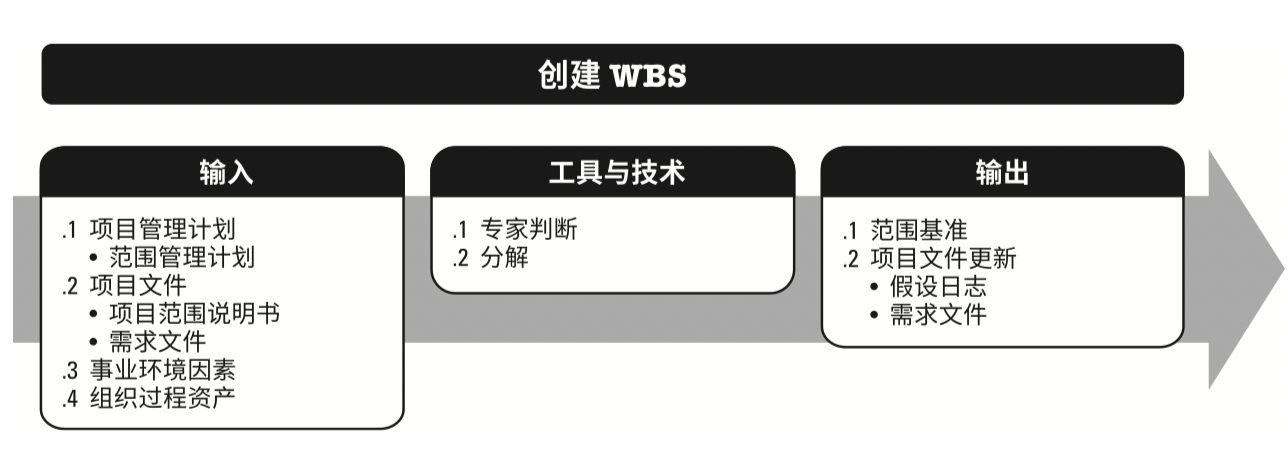 创建 WBS
输入
.1 项目管理计划
• 范围管理计划
.2 项目文件
• 项目范围说明书
• 需求文件
.3 事业环境因素
.4 组织过程资产
工具与技术
.1 专家判断
.2 分解
输出
.1 范围基准
.2 项目文件更新
• 假设日志
• 需求文件